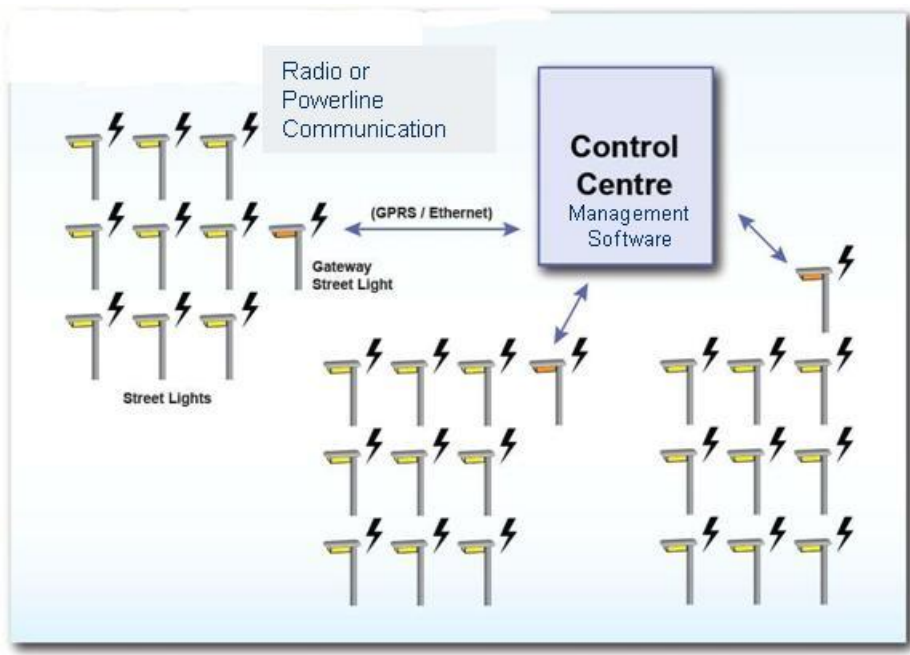 Radio or
Powerline
Communication
Control
Centre
Management
Software
(GPRS / Ethernet)
Gateway
Street Light
Street Lights